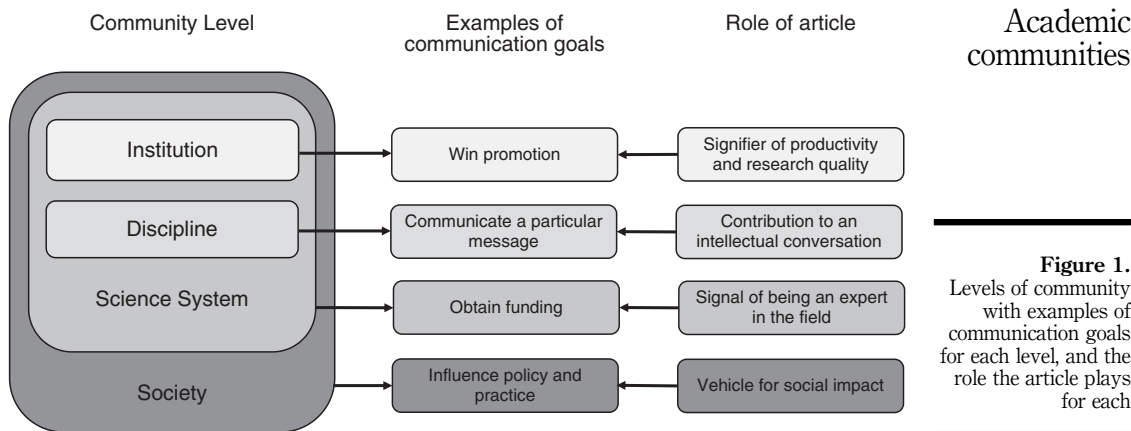 Community Level
Examples of
communication goals
Role of article
Academic
communities
Institution
Win promotion
Signifier of productivity
and research quality
Discipline
Communicate a particular
message
Contribution to an
intellectual conversation
Science System
Obtain funding
Signal of being an expert
in the field
Society
Influence policy and
practice
Vehicle for social impact
Figure 1.
Levels of community
with examples of
communication goals
for each level, and the
role the article plays
for each